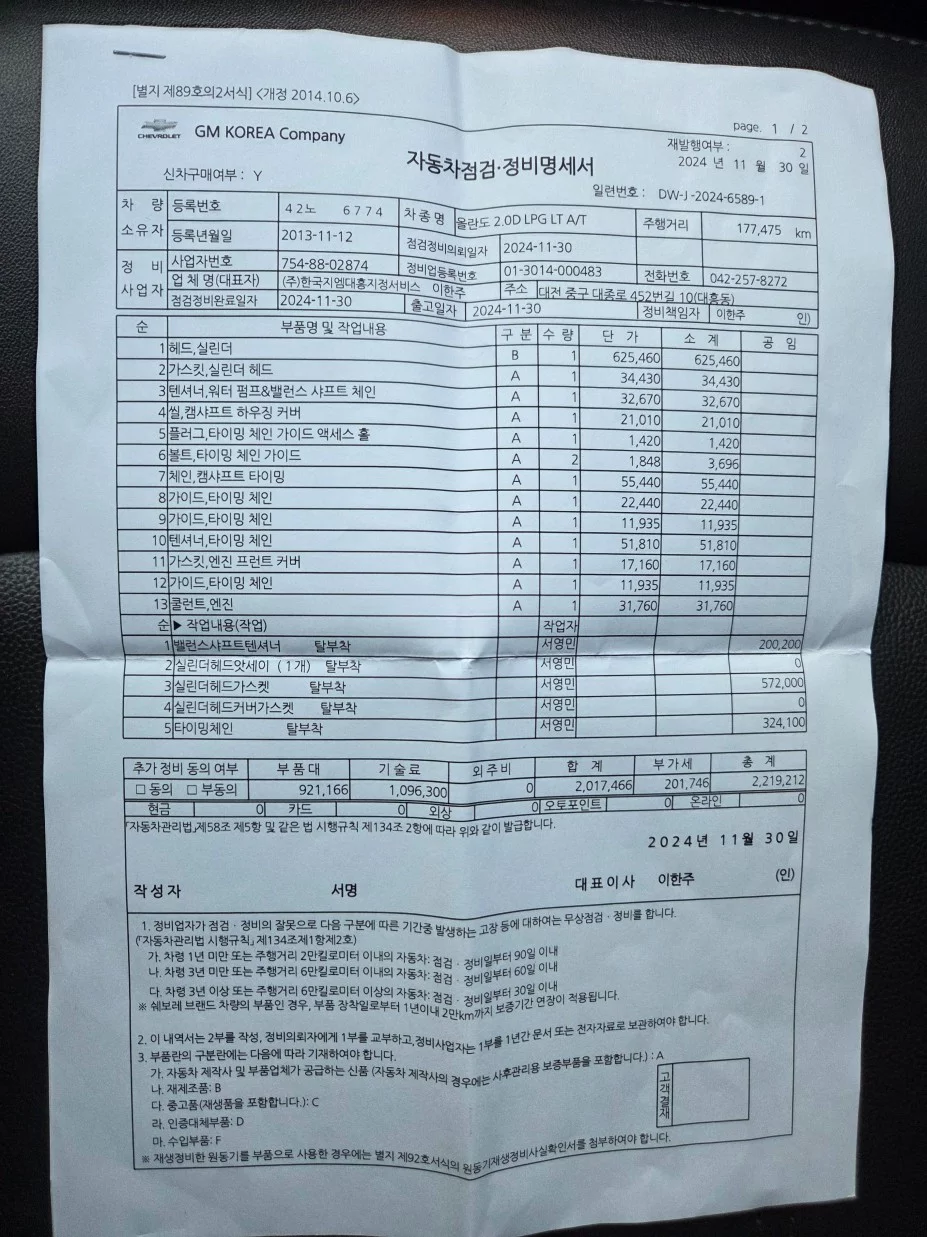 [별지 제89호의2서식] <개정 2014.10.6>
page. 1 / 2
CHEVROLET GM KOREA Company
재발행여부 : 2
자동차점검·정비명세서
2024 년 11 월 30 일
신차구매여부 : Y
일련번호 : DW-J -2024-6589-1
차 량 소유자 등록번호 42노 6774 차종명 올란도 2.0D LPG LT A/T 주행거리 177,475 km
등록년월일 2013-11-12 점검정비의뢰일자 2024-11-30
정 비 사업자 사업자번호 754-88-02874 정비업등록번호 01-3014-000483 전화번호 042-257-8272
업 체 명(대표자) (주)한국지엠대흥지정서비스 이한주 주소 대전 중구 대종로 452번길 10(대흥동)
점검정비완료일자 2024-11-30 출고일자 2024-11-30 정비책임자 이한주 인)
순 부품명 및 작업내용 구 분 수 량 단 가 소 계 공 임
1 헤드,실린더 B 1 625,460 625,460
2 가스킷,실린더 헤드 A 1 34,430 34,430
3 텐셔너,워터 펌프&밸런스 샤프트 체인 A 1 32,670 32,670
4 씰,캠샤프트 하우징 커버 A 1 21,010 21,010
5 플러그,타이밍 체인 가이드 액세스 홀 A 1 1,420 1,420
6 볼트,타이밍 체인 가이드 A 2 1,848 3,696
7 체인,캠샤프트 타이밍 A 1 55,440 55,440
8 가이드,타이밍 체인 A 1 22,440 22,440
9 가이드,타이밍 체인 A 1 11,935 11,935
10 텐셔너,타이밍 체인 A 1 51,810 51,810
11 가스킷,엔진 프런트 커버 A 1 17,160 17,160
12 가이드,타이밍 체인 A 1 11,935 11,935
13 쿨런트,엔진 A 1 31,760 31,760
순 ▶ 작업내용(작업) 작업자
1 밸런스샤프트텐셔너 탈부착 서영민 200,200
2 실린더헤드앗세이 ( 1개) 탈부착 서영민 0
3 실린더헤드가스켓 탈부착 서영민 572,000
4 실린더헤드커버가스켓 탈부착 서영민 0
5 타이밍체인 탈부착 서영민 324,100
추가 정비 동의 여부 부 품 대 기 술 료 외 주 비 합 계 부 가 세 총 계
□ 동의 □ 부동의 921,166 1,096,300 0 2,017,466 201,746 2,219,212
현금 0 카드 0 외상 0 오토포인트 0 온라인 0
「자동차관리법」제58조 제5항 및 같은 법 시행규칙 제134조 2항에 따라 위와 같이 발급합니다.
2024년 11월 30일
작 성 자 서명 대 표 이 사 이한주 (인)
1. 정비업자가 점검 · 정비의 잘못으로 다음 구분에 따른 기간중 발생하는 고장 등에 대하여는 무상점검 · 정비를 합니다.
(「자동차관리법 시행규칙」제134조제1항제2호)
가. 차령 1년 미만 또는 주행거리 2만킬로미터 이내의 자동차: 점검 · 정비일부터 90일 이내
나. 차령 3년 미만 또는 주행거리 6만킬로미터 이내의 자동차: 점검 · 정비일부터 60일 이내
다. 차령 3년 이상 또는 주행거리 6만킬로미터 이상의 자동차: 점검 · 정비일부터 30일 이내
※ 쉐보레 브랜드 차량의 부품인 경우, 부품 장착일로부터 1년이내 2만km까지 보증기간 연장이 적용됩니다.
2. 이 내역서는 2부를 작성, 정비의뢰자에게 1부를 교부하고,정비사업자는 1부를 1년간 문서 또는 전자자료로 보관하여야 합니다.
3. 부품란의 구분란에는 다음에 따라 기재하여야 합니다.
가. 자동차 제작사 및 부품업체가 공급하는 신품 (자동차 제작사의 경우에는 사후관리용 보증부품을 포함합니다.) : A
나. 재제조품: B
다. 중고품(재생품을 포함합니다.): C
라. 인증대체부품: D
마. 수입부품: F
고객결재
※ 재생정비한 원동기를 부품으로 사용한 경우에는 별지 제92호서식의 원동기재생정비사실확인서를 첨부하여야 합니다.